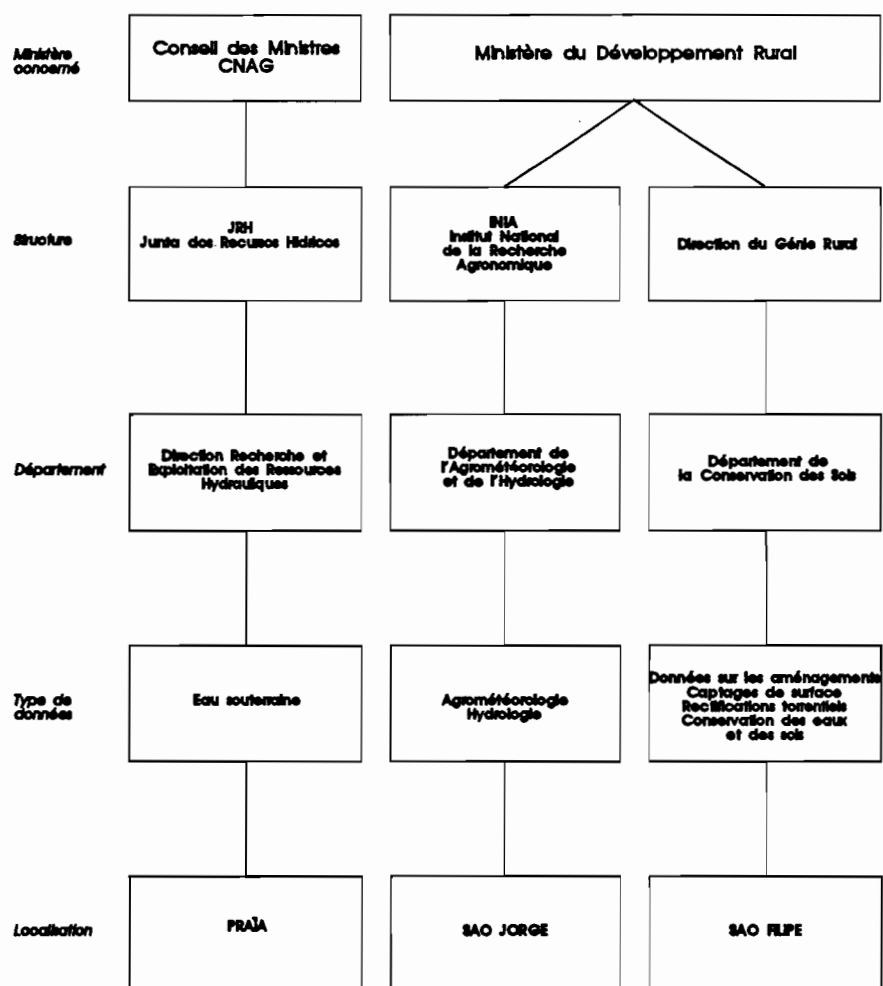 Ministère
concerné
Conseil des Ministres
CNAG
Ministère du Développement Rural
Structure
JRH
Junta dos Recursos Hidricos
INIA
Institut National
de la Recherche
Agronomique
Direction du Génie Rural
Département
Direction Recherche et
Exploitation des Ressources
Hydrauliques
Département de
l'Agrométéorologie
et de l'Hydrologie
Département de
la Conservation des Sols
Type de
données
Eau souterraine
Agrométéorologie
Hydrologie
Données sur les aménagements
Captages de surface
Rectifications torrentiels
Conservation des eaux
et des sols
Localisation
PRAÏA
SAO JORGE
SAO FILIPE